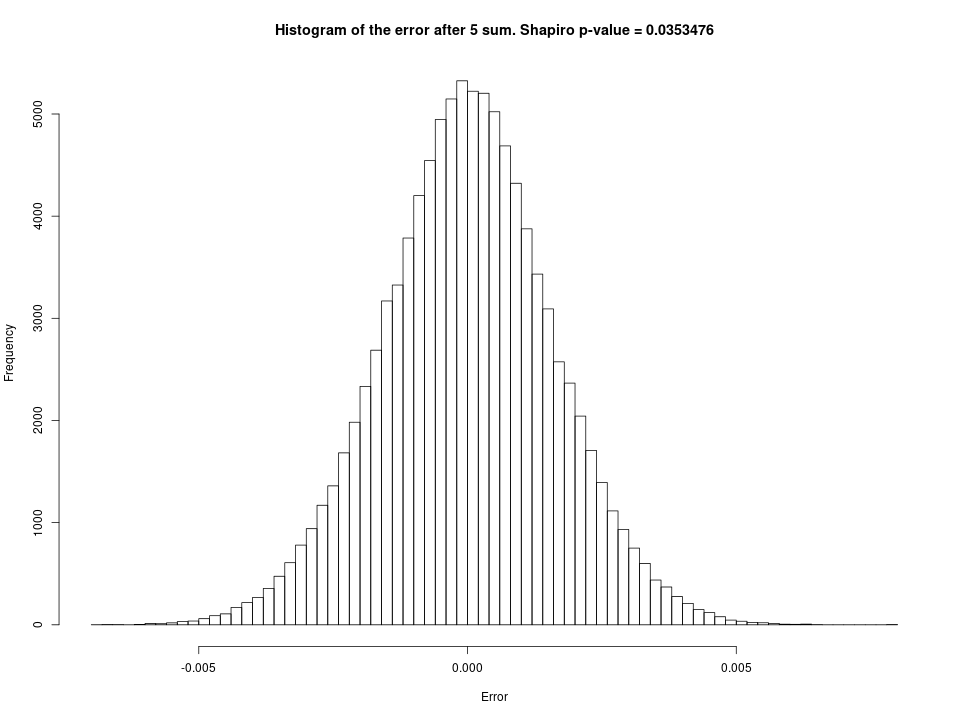 Histogram of the error after 5 sum. Shapiro p-value = 0.0353476
Frequency
5000
4000
3000
2000
1000
0
-0.005 0.000 0.005
Error